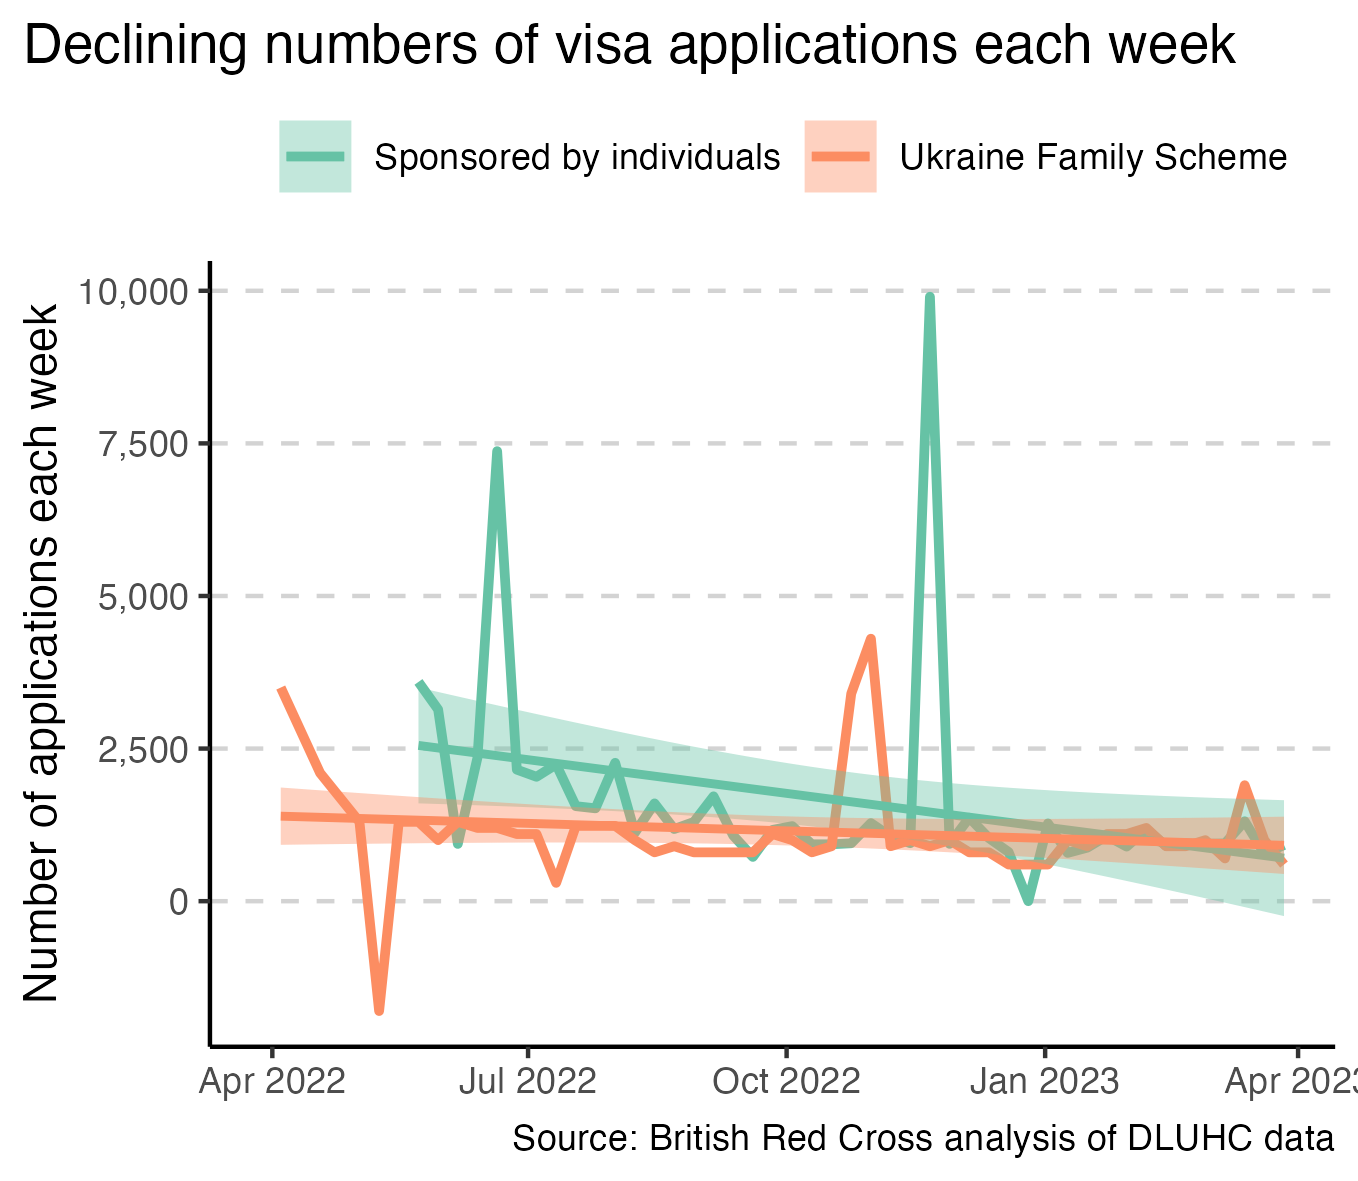 Declining numbers of visa applications each week
Sponsored by individuals
Ukraine Family Scheme
Number of applications each week
10,000
7,500
5,000
2,500
0
Apr 2022
Jul 2022
Oct 2022
Jan 2023
Apr 202
Source: British Red Cross analysis of DLUHC data